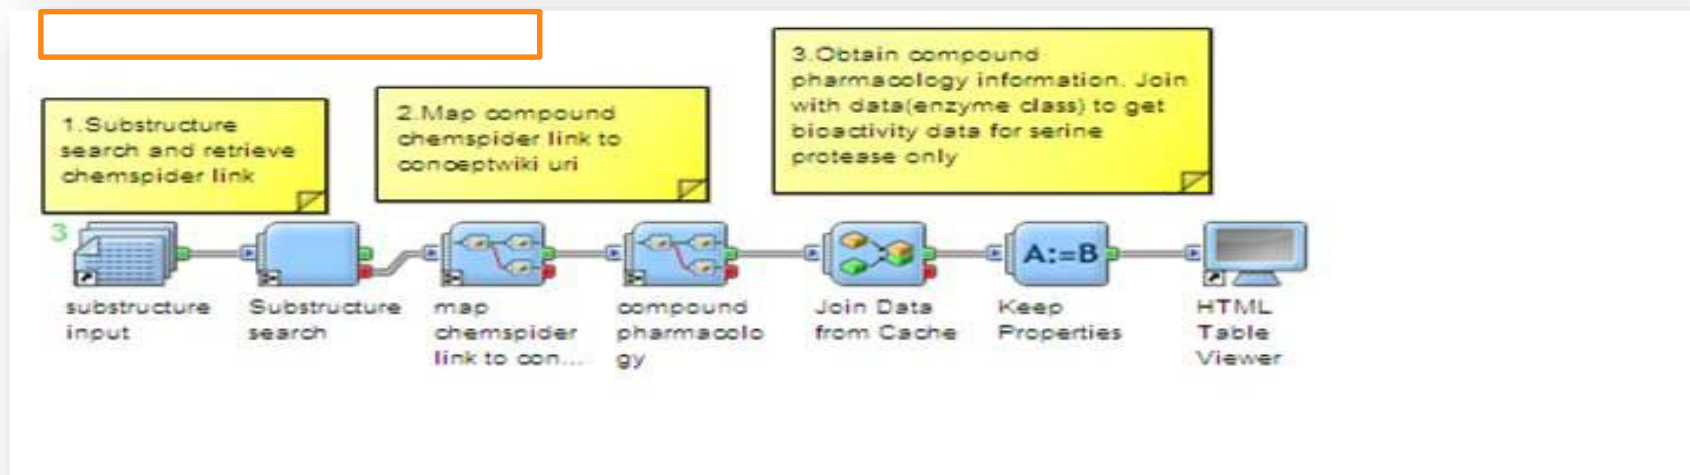 1.Substructure
search and retrieve
chemspider link
2.Map compound
chemspider link to
conceptwiki uri
3.Obtain compound
pharmacology information. Join
with data(enzyme class) to get
bioactivity data for serine
protease only
3
substructure
input
Substructure
search
map
chemspider
link to con...
compound
pharmacolo
gy
Join Data
from Cache
A:=B
Keep
Properties
HTML
Table
Viewer